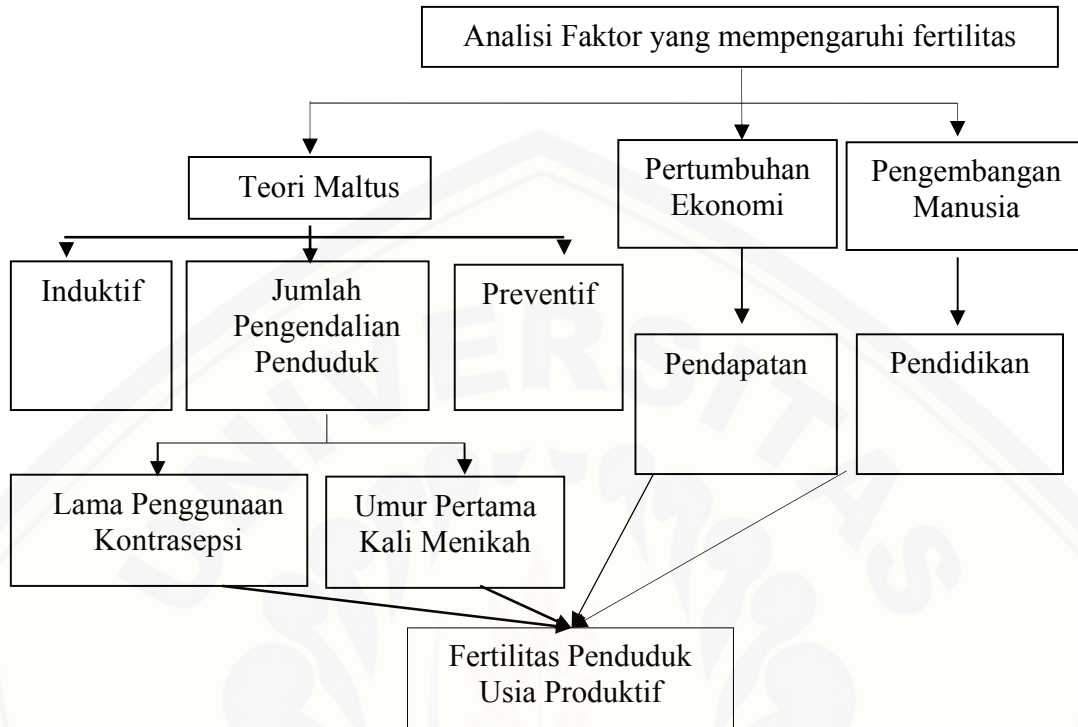 Analisi Faktor yang mempengaruhi fertilitas
Teori Maltus
Pertumbuhan
Ekonomi
Pengembangan
Manusia
Induktif
Jumlah
Pengendalian
Penduduk
Preventif
Pendapatan
Pendidikan
Lama Penggunaan
Kontrasepsi
Umur Pertama
Kali Menikah
Fertilitas Penduduk
Usia Produktif
UNIVERSITAS